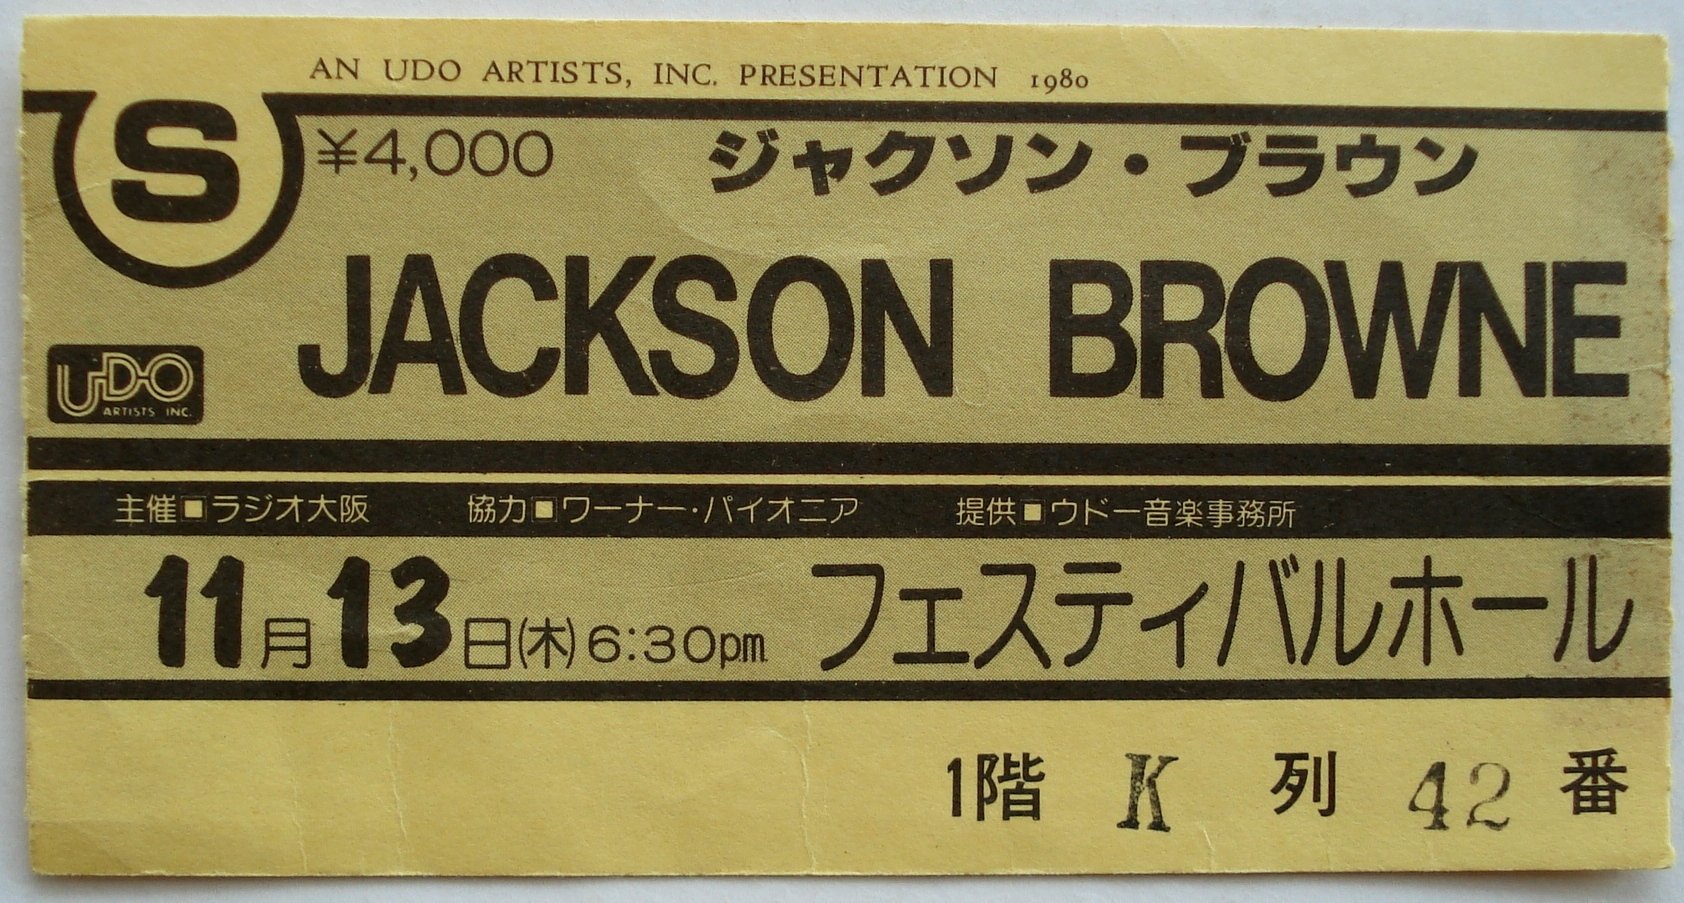 AN UDO ARTISTS, INC. PRESENTATION 1980
S ¥4,000 ジャクソン・ブラウン
JACKSON BROWNE
UDO
ARTISTS INC.
主催■ラジオ大阪 協力■ワーナー・パイオニア 提供■ウドー音楽事務所
11月13日(木)6:30pm フェスティバルホール
1階 K 列 42 番